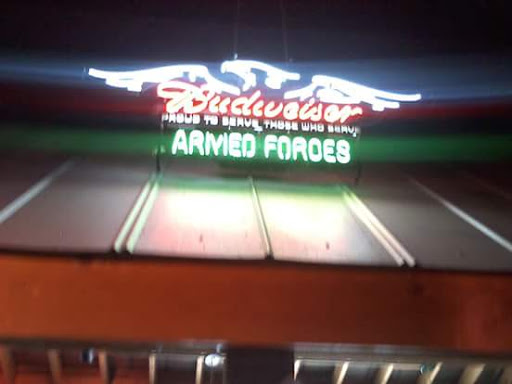 Budweiser
PROUD TO SERVE THOSE WHO SERVE
ARMED FORCES